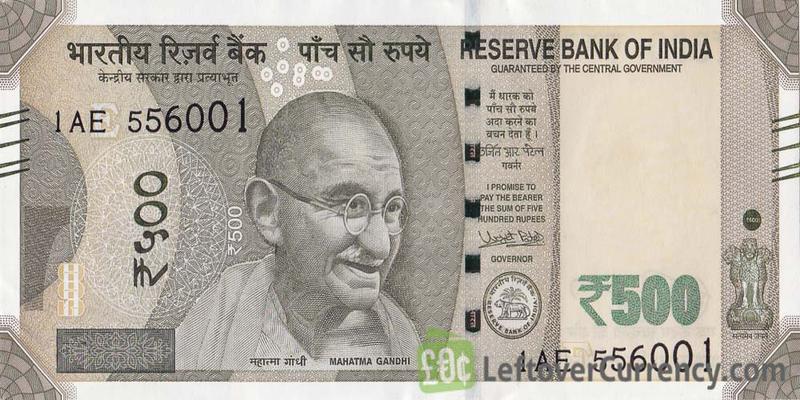 भारतीय रिज़र्व बैंक
पाँच सौ रुपये
केन्द्रीय सरकार द्वारा प्रत्याभूत
RESERVE BANK OF INDIA
GUARANTEED BY THE CENTRAL GOVERNMENT
1AE 556001
मैं धारक को
पाँच सौ रुपये
अदा करने का
वचन देता हूँ।
उर्जित आर पटेल
गवर्नर
I PROMISE TO
PAY THE BEARER
THE SUM OF FIVE
HUNDRED RUPEES
GOVERNOR
₹५००
₹500
₹500
भारतीय रिज़र्व बैंक
RESERVE BANK OF INDIA
सत्यमेव जयते
महात्मा गांधी
MAHATMA GANDHI
1AE 556001
£0¢
LeftoverCurrency.com